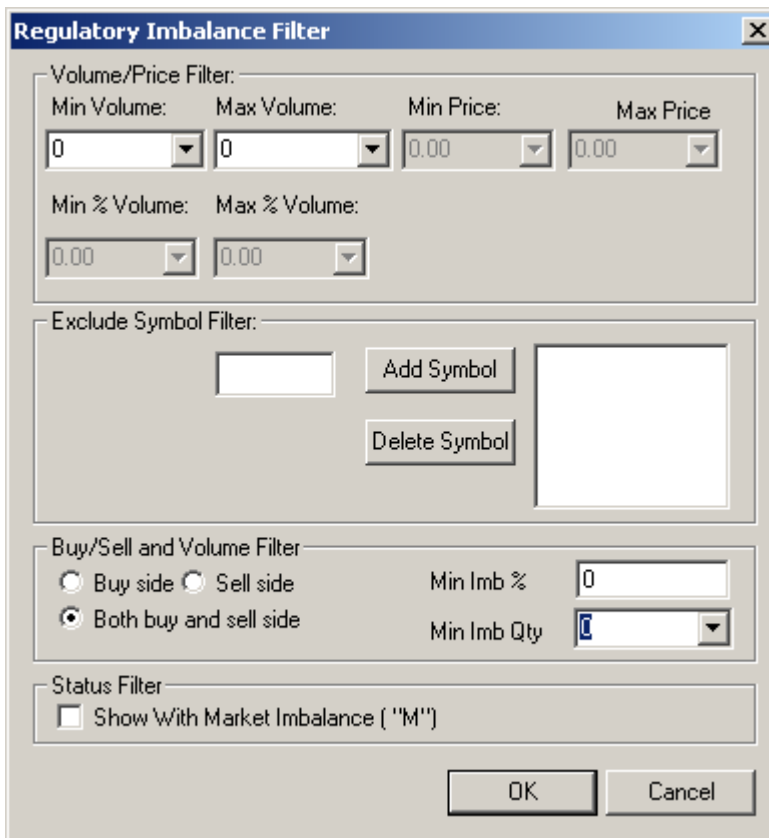 Regulatory Imbalance Filter
Volume/Price Filter:
Min Volume: Max Volume: Min Price: Max Price
0 0 0.00 0.00
Min % Volume: Max % Volume:
0.00 0.00
Exclude Symbol Filter:
Add Symbol
Delete Symbol
Buy/Sell and Volume Filter
Buy side Sell side Min Imb % 0
Both buy and sell side Min Imb Qty 0
Status Filter
Show With Market Imbalance ( "M")
OK Cancel